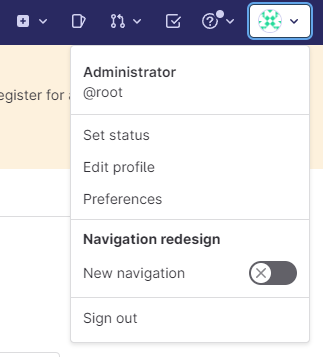 egister for a
Administrator
@root
Set status
Edit profile
Preferences
Navigation redesign
New navigation
Sign out